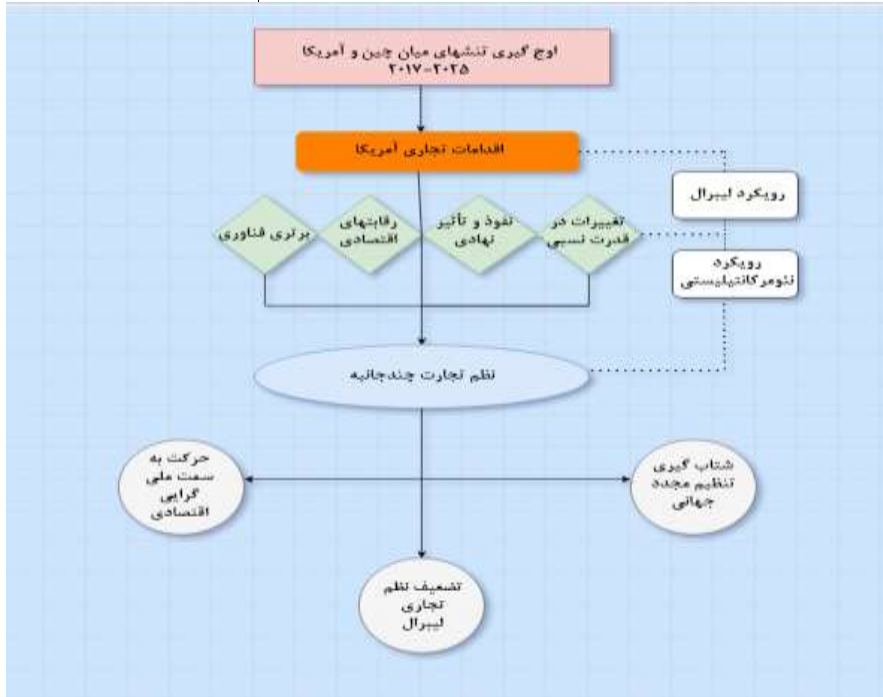 اوج گیری تنشهای میان چین و آمریکا
۲۰۱۷-۲۰۲۵
اقدامات تجاری آمریکا
رویکرد لیبرال
تغییرات در
قدرت نسبی
نفوذ و تأثیر
نهادی
رقابتهای
اقتصادی
برتری فناوری
رویکرد
نئومرکانتیلیستی
نظم تجارت چندجانبه
شتاب گیری
تنظیم مجدد
جهانی
حرکت به
سمت ملی
گرایی
اقتصادی
تضعیف نظم
تجاری
لیبرال